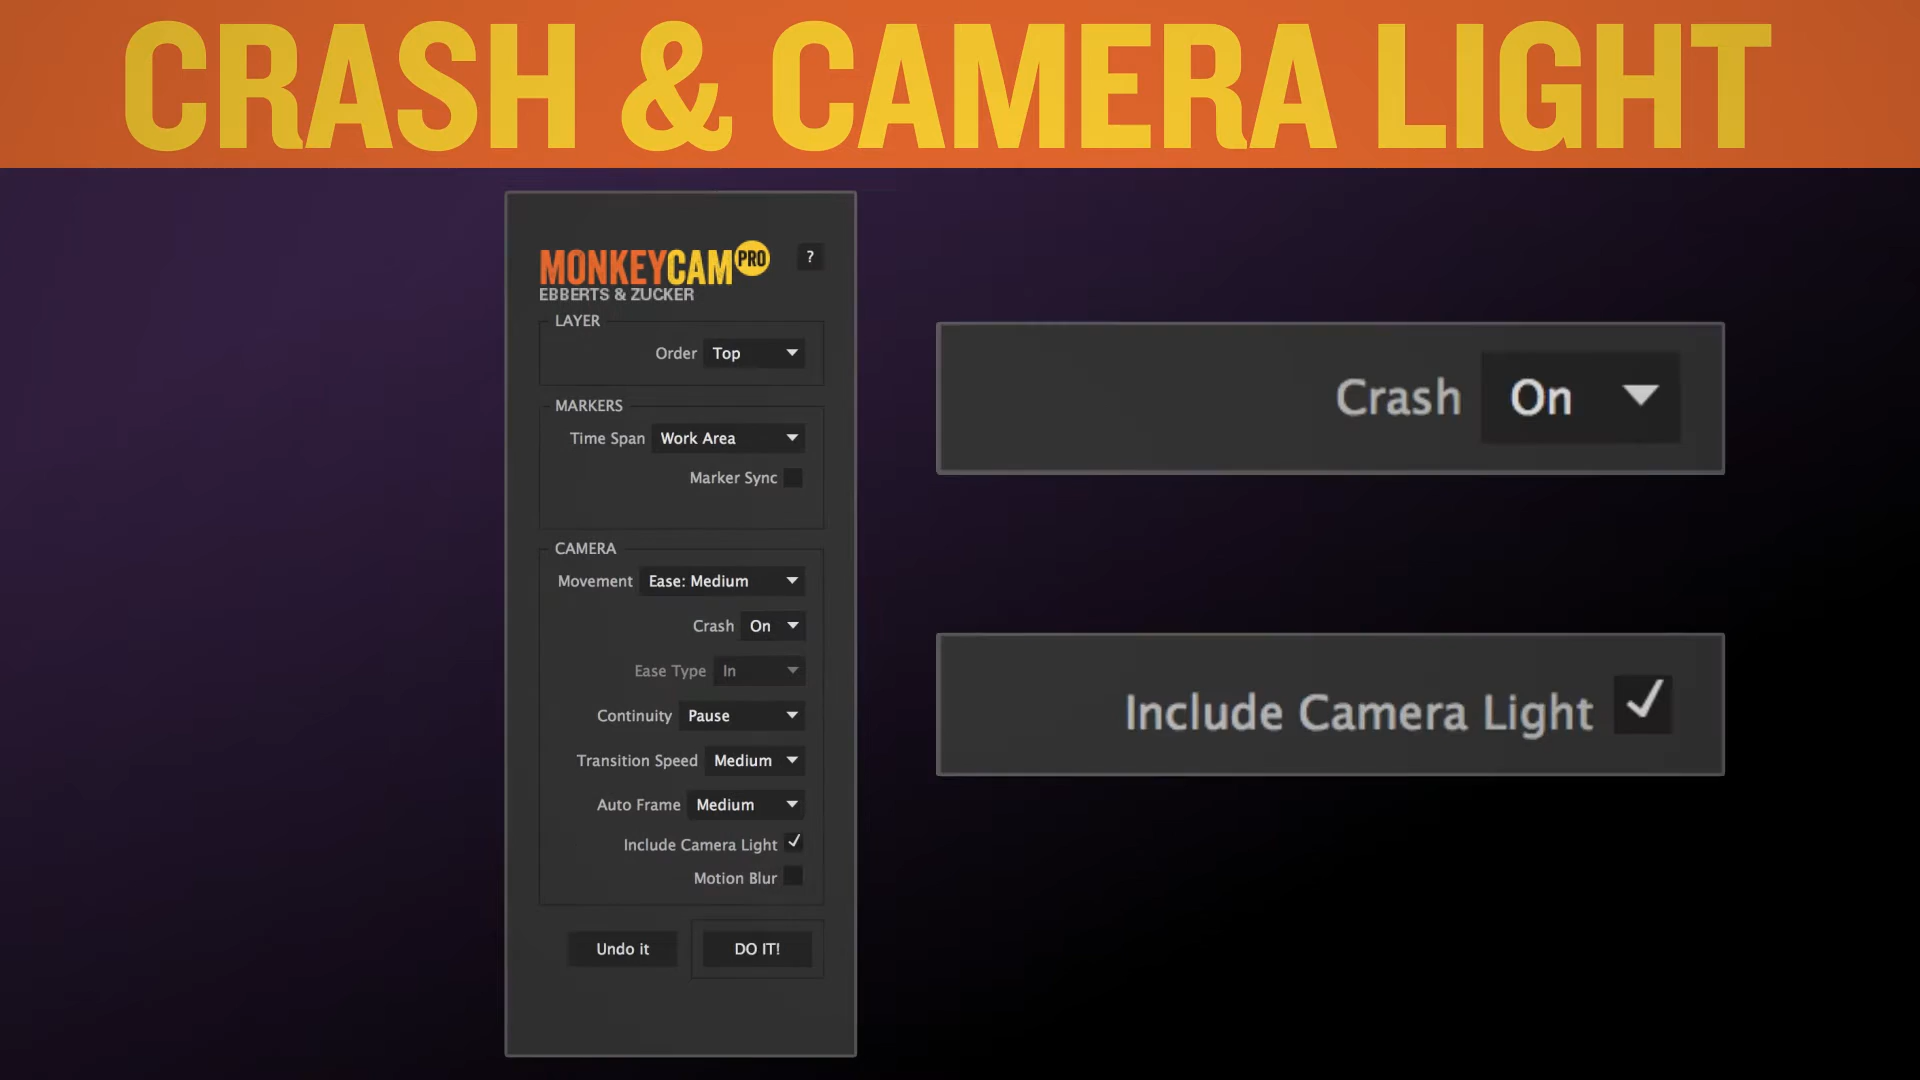 CRASH & CAMERA LIGHT
MONKEYCAM PRO
?
EBBERTS & ZUCKER
LAYER
Order Top
MARKERS
Time Span Work Area
Marker Sync
CAMERA
Movement Ease: Medium
Crash On
Ease Type In
Continuity Pause
Transition Speed Medium
Auto Frame Medium
Include Camera Light
Motion Blur
Undo it DO IT!
Crash On
Include Camera Light